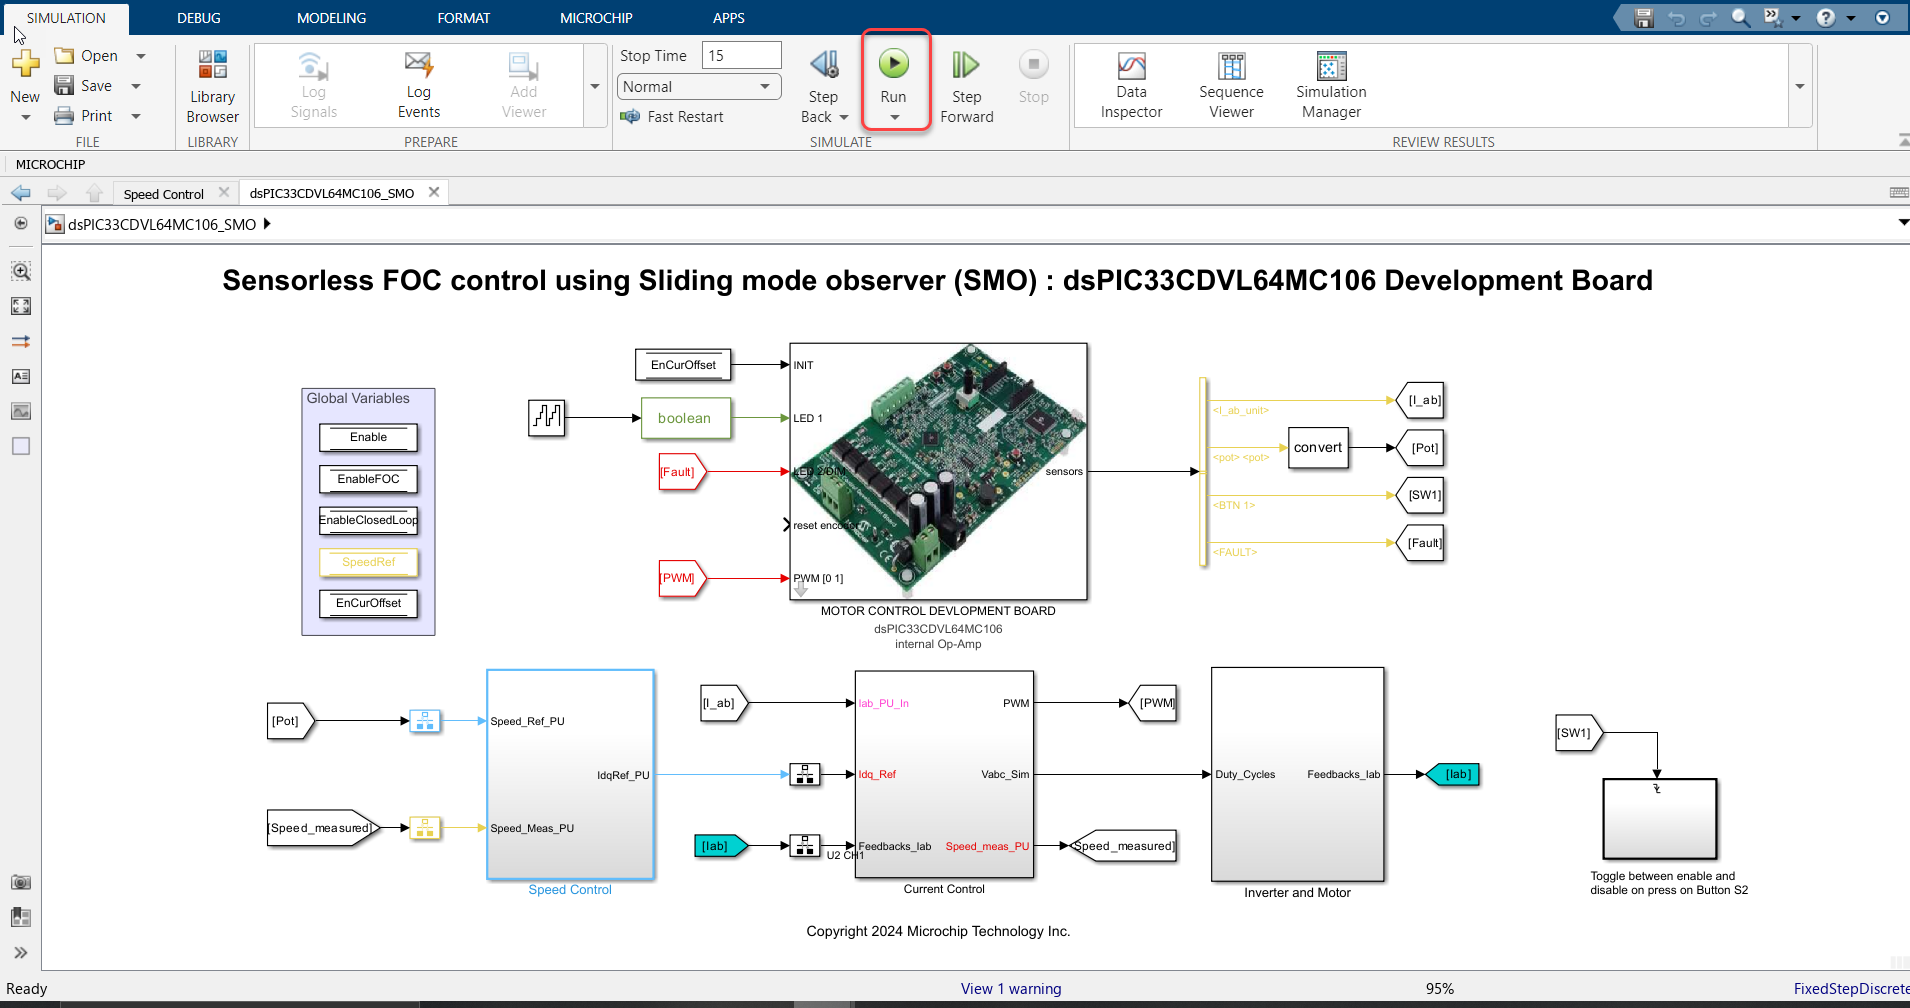 SIMULATION
DEBUG
MODELING
FORMAT
MICROCHIP
APPS
New
Open
Save
Print
FILE
Library
Browser
LIBRARY
Log
Signals
Log
Events
Add
Viewer
PREPARE
Stop Time
15
Normal
Fast Restart
Step
Back
Run
Step
Forward
Stop
SIMULATE
Data
Inspector
Sequence
Viewer
Simulation
Manager
REVIEW RESULTS
MICROCHIP
Speed Control
dsPIC33CDVL64MC106_SMO
dsPIC33CDVL64MC106_SMO
Sensorless FOC control using Sliding mode observer (SMO) : dsPIC33CDVL64MC106 Development Board
Global Variables
Enable
EnableFOC
EnableClosedLoop
SpeedRef
EnCurOffset
EnCurOffset
boolean
[Fault]
[PWM]
INIT
LED 1
LED 2/DIM
reset encoder
PWM [0 1]
sensors
MOTOR CONTROL DEVLOPMENT BOARD
dsPIC33CDVL64MC106
internal Op-Amp
<I_ab_unit>
<pot> <pot>
<BTN 1>
<FAULT>
convert
[I_ab]
[Pot]
[SW1]
[Fault]
[Pot]
[Speed_measured]
Speed_Ref_PU
IdqRef_PU
Speed_Meas_PU
Speed Control
[I_ab]
[Iab]
U2 CH1
Iab_PU_In
Idq_Ref
Feedbacks_Iab
PWM
Vabc_Sim
Speed_meas_PU
Current Control
[PWM]
[Speed_measured]
Duty_Cycles
Feedbacks_Iab
Inverter and Motor
[Iab]
[SW1]
Toggle between enable and
disable on press on Button S2
Copyright 2024 Microchip Technology Inc.
Ready
View 1 warning
95%
FixedStepDiscrete